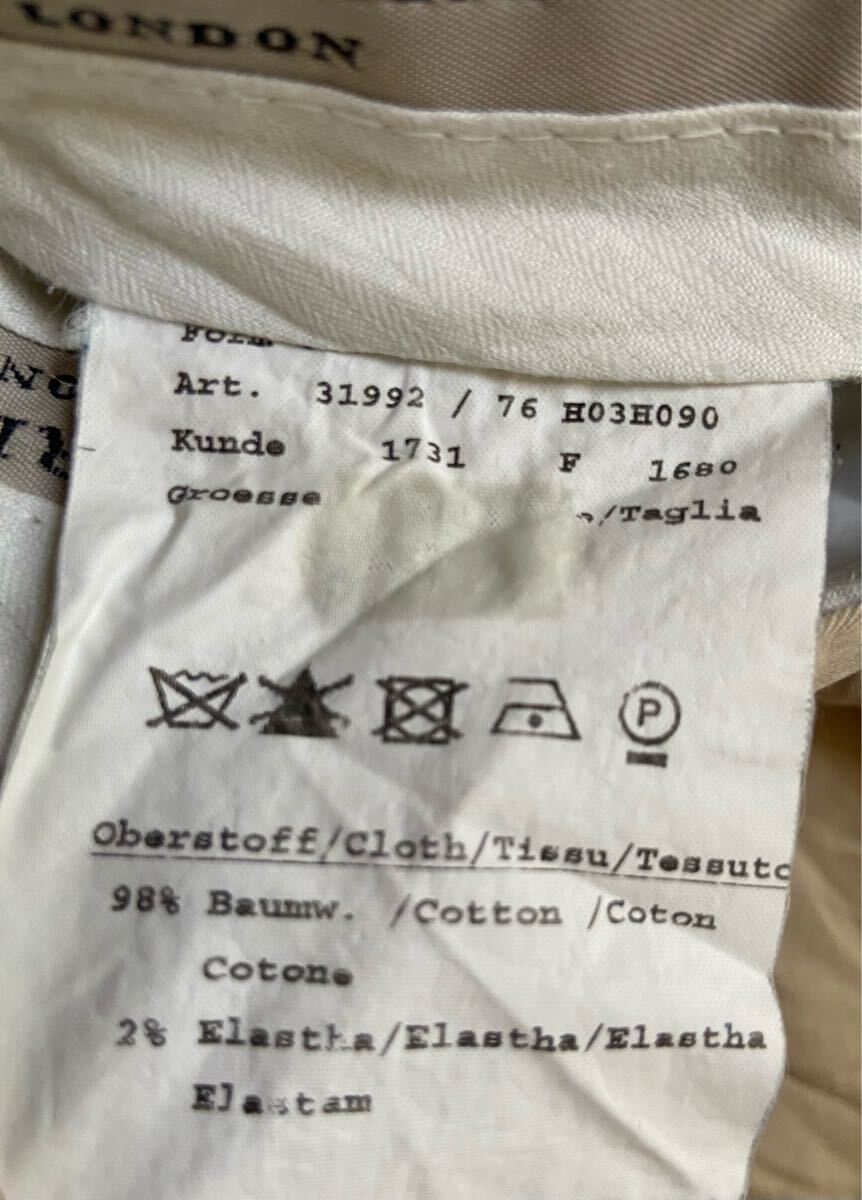 LONDON
Form
Art. 31992 / 76 H03H090
Kunde 1731 F 1680
Groesse /Taglia
P
Oberstoff/Cloth/Tissu/Tessuto
98% Baumw. /Cotton /Coton
Cotone
2% Elastha/Elastha/Elastha
Elastam